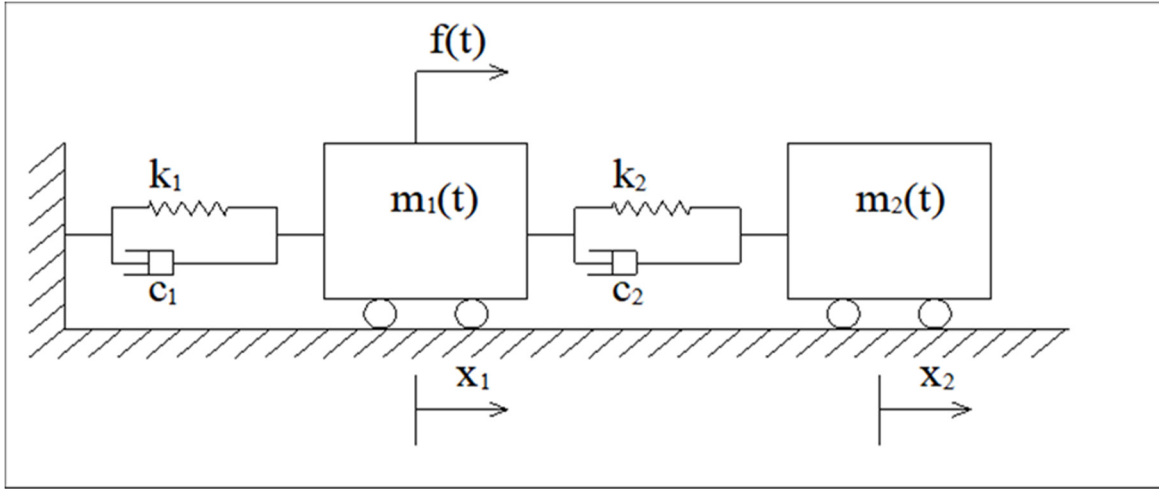 f(t)
k₁
m₁(t)
k₂
m₂(t)
c₁
c₂
x₁
x₂